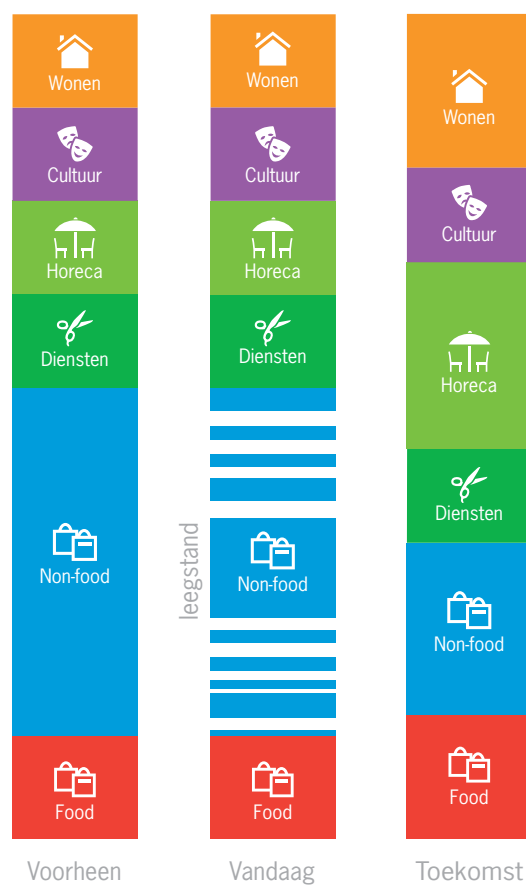 Wonen
Cultuur
Horeca
Diensten
Non-food
Food
Voorheen
Wonen
Cultuur
Horeca
Diensten
leegstand
Non-food
Food
Vandaag
Wonen
Cultuur
Horeca
Diensten
Non-food
Food
Toekomst